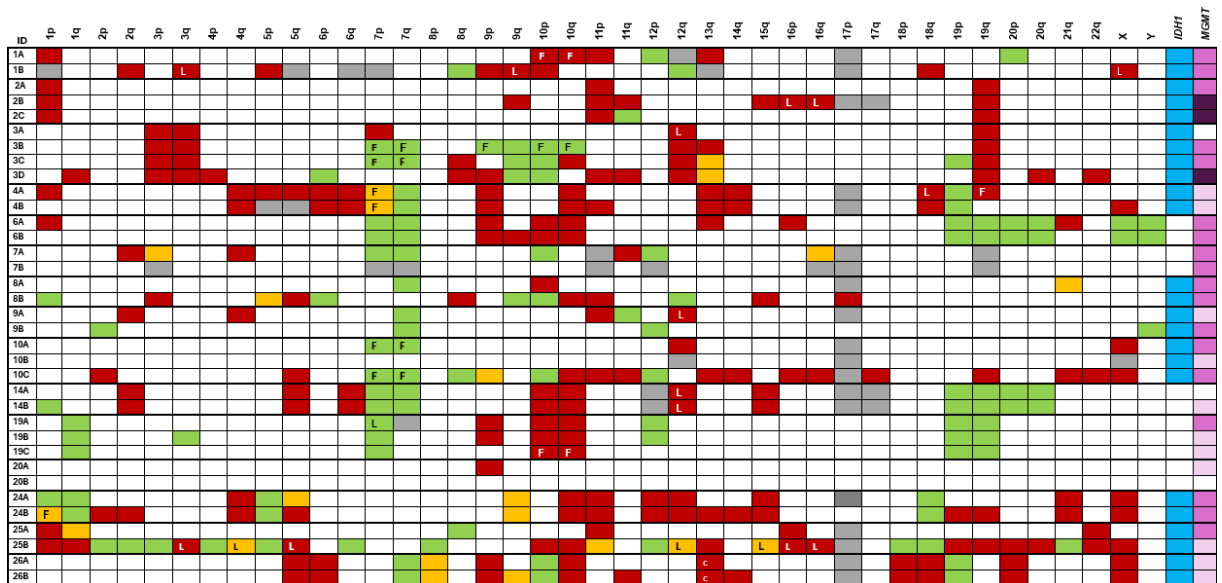 ID 1p 1q 2p 2q 3p 3q 4p 4q 5p 5q 6p 6q 7p 7q 8p 8q 9p 9q 10p 10q 11p 11q 12p 12q 13q 14q 15q 16p 16q 17p 17q 18p 18q 19p 19q 20p 20q 21q 22q X Y IDH1 MGMT
1A F F
1B L L L
2A
2B L L
2C
3A L
3B F F F F F
3C F F
3D
4A F L F
4B F
6A
6B
7A
7B
8A
8B
9A L
9B
10A F F
10B
10C F F
14A L
14B L
19A L
19B
19C F F
20A
20B
24A
24B F
25A
25B L L L L L L L
26A c
26B c